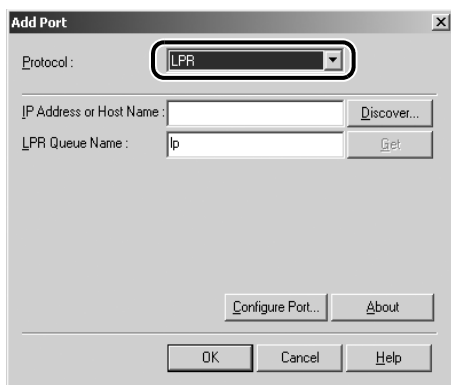 Add Port
Protocol : LPR
IP Address or Host Name : Discover...
LPR Queue Name : lp Get
Configure Port... About
OK Cancel Help